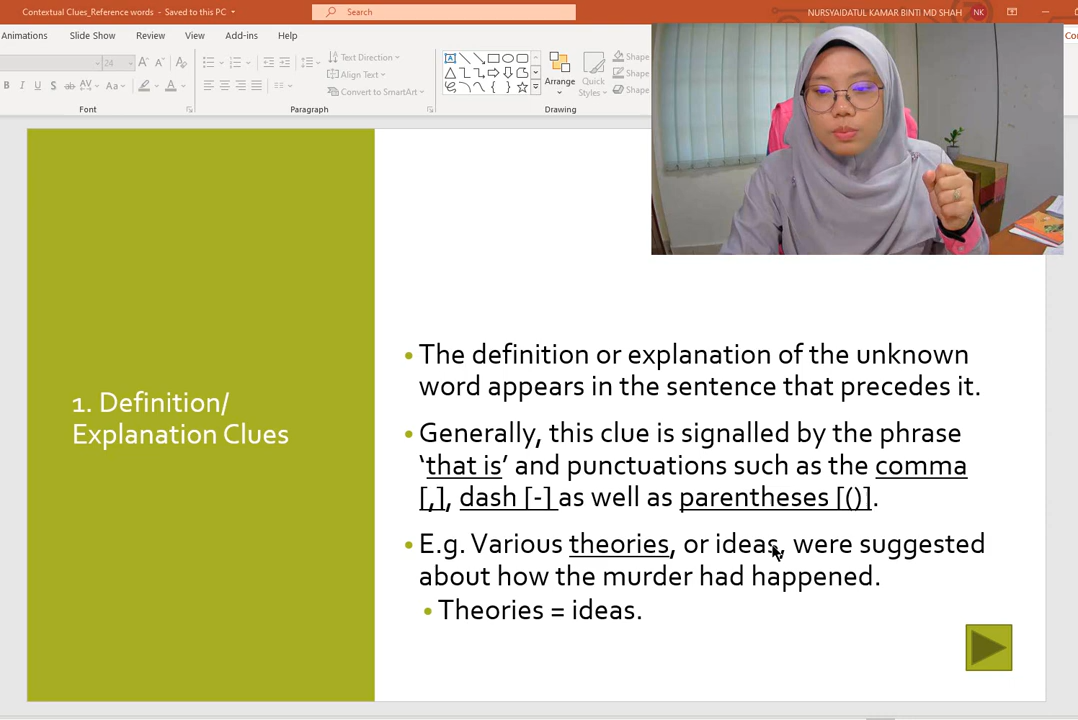 Contextual Clues_Reference words - Saved to this PC
Search
NURSYAIDATUL KAMAR BINTI MD SHAH
NK
Animations
Slide Show
Review
View
Add-ins
Help
24
Text Direction
Align Text
Convert to SmartArt
Arrange
Quick
Styles
Shape
Shape
Shape
Font
Paragraph
Drawing
1. Definition/
Explanation Clues
• The definition or explanation of the unknown
word appears in the sentence that precedes it.
• Generally, this clue is signalled by the phrase
‘that is’ and punctuations such as the comma
[,], dash [-] as well as parentheses [()].
• E.g. Various theories, or ideas, were suggested
about how the murder had happened.
• Theories = ideas.